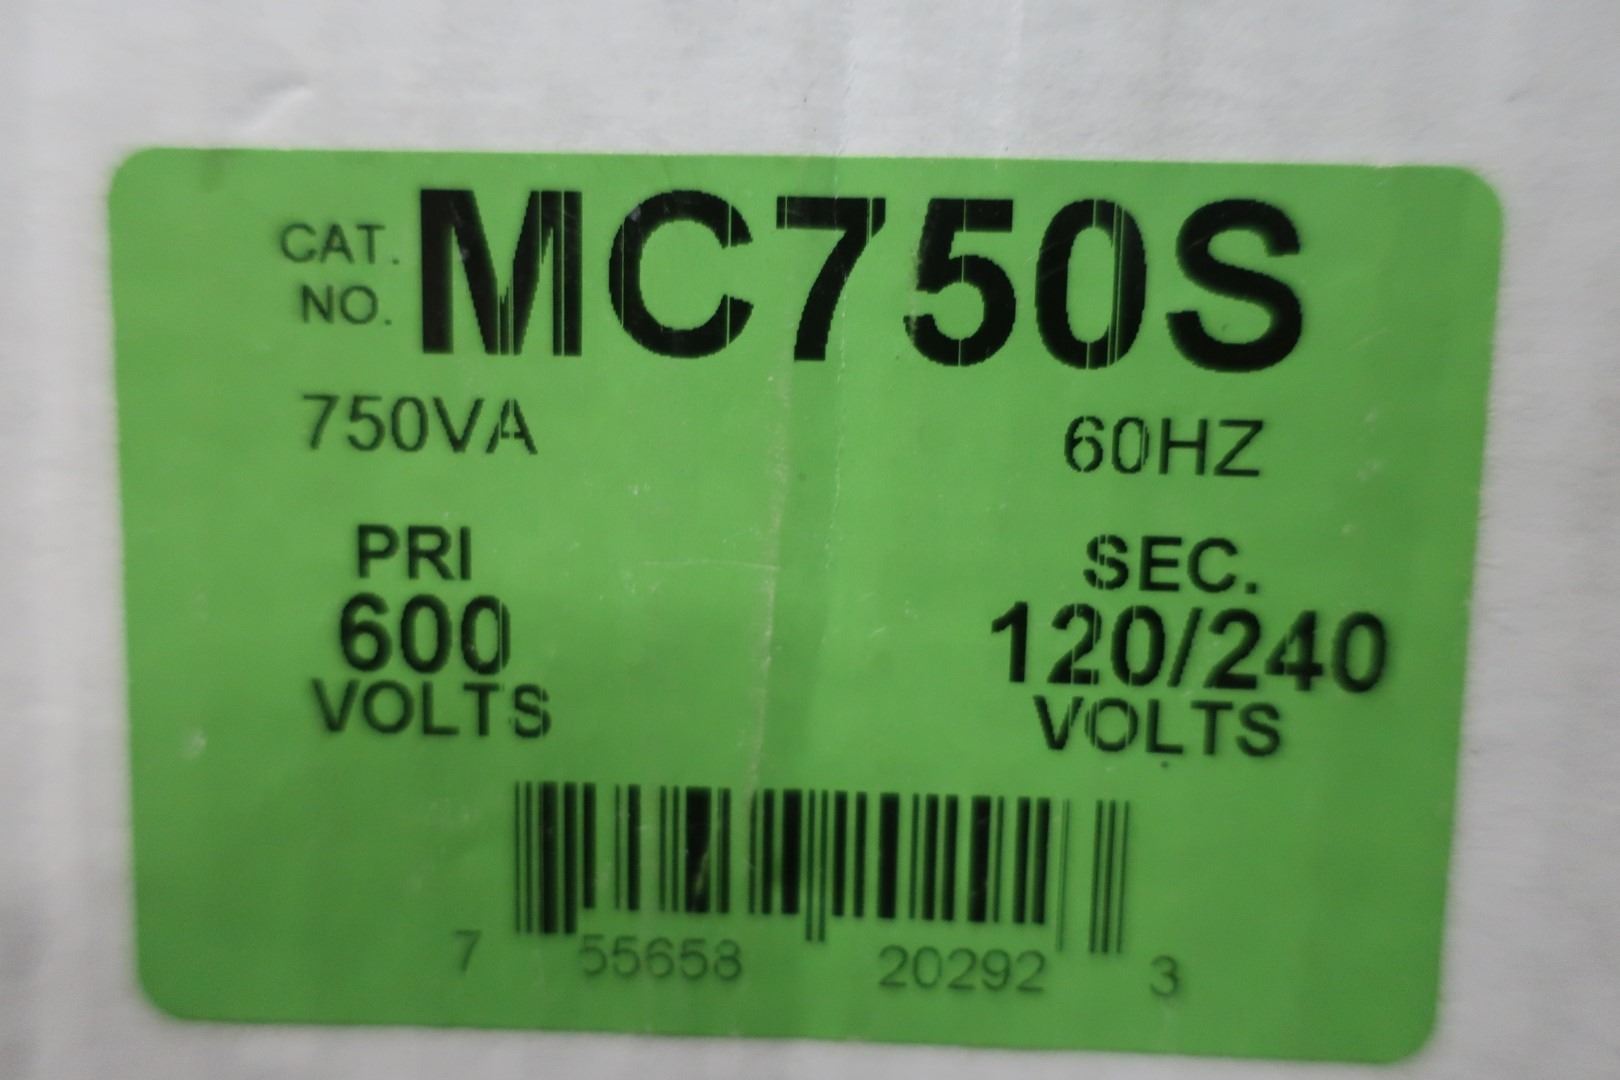 CAT. NO. MC750S
750VA 60HZ
PRI SEC.
600 120/240
VOLTS VOLTS
7 55658 20292 3